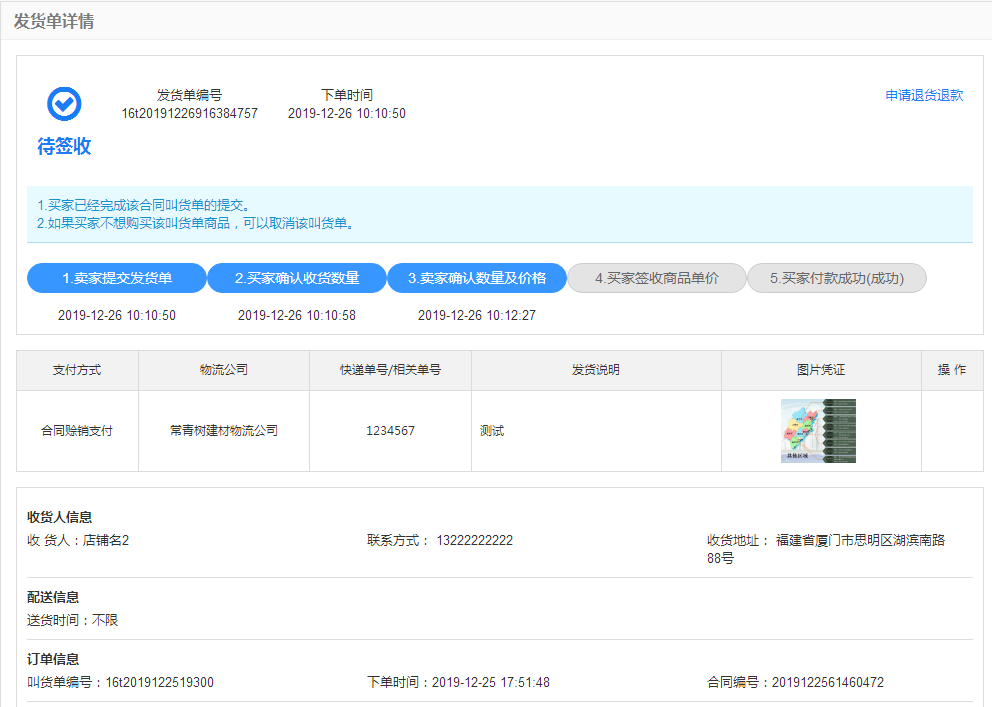 发货单详情
发货单编号
下单时间
申请退货退款
16t20191226916384757
2019-12-26 10:10:50
待签收
1.买家已经完成该合同叫货单的提交。
2.如果买家不想购买该叫货单商品，可以取消该叫货单。
1.卖家提交发货单
2.买家确认收货数量
3.卖家确认数量及价格
4.买家签收商品单价
5.买家付款成功(成功)
2019-12-26 10:10:50
2019-12-26 10:10:58
2019-12-26 10:12:27
支付方式
物流公司
快递单号/相关单号
发货说明
图片凭证
操 作
合同赊销支付
常青树建材物流公司
1234567
测试
其他区域
收货人信息
收 货人：店铺名2
联系方式： 13222222222
收货地址： 福建省厦门市思明区湖滨南路
88号
配送信息
送货时间：不限
订单信息
叫货单编号：16t2019122519300
下单时间：2019-12-25 17:51:48
合同编号：2019122561460472